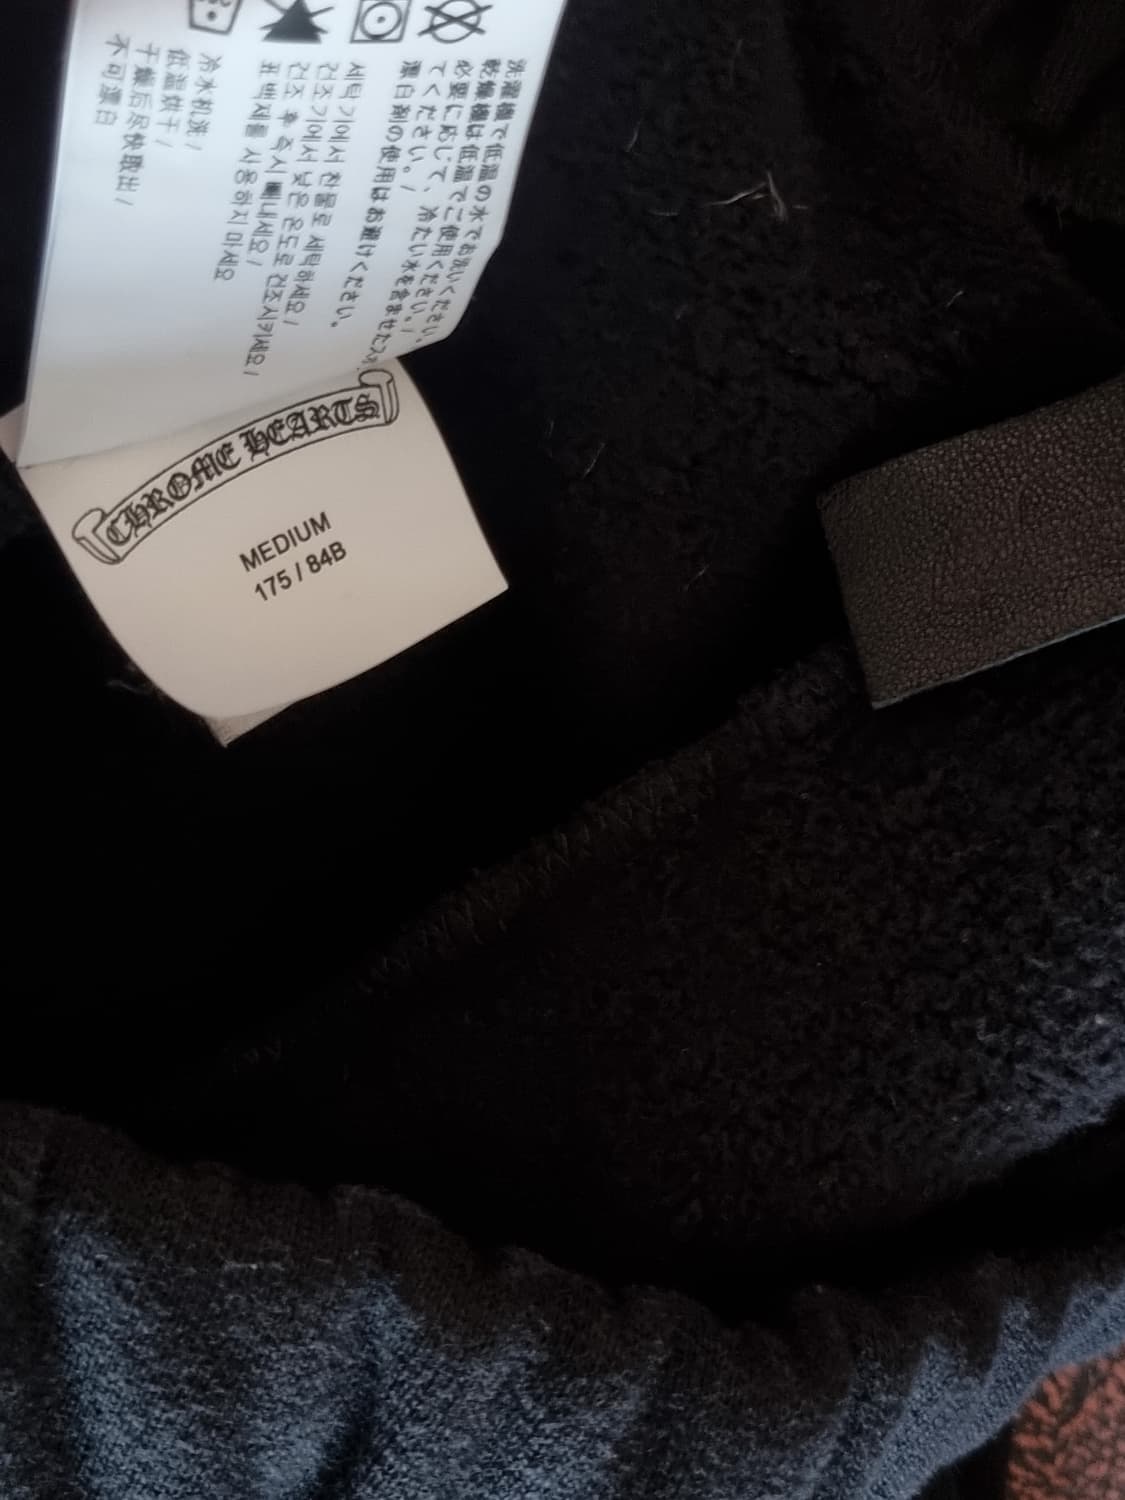 洗濯機で低温の水でお洗いください。
乾燥機は低温でご使用ください。/
必要に応じて、冷たい水を含ませたスポ
てください。/
漂白剤の使用はお避けください。
세탁기에서 찬물로 세탁하세요/
건조기에서 낮은 온도로 건조시키세요/
건조 후 즉시 빼내세요/
표백제를 사용하지 마세요
冷水机洗/
低温烘干/
干燥后尽快取出/
不可漂白
CHROME HEARTS
MEDIUM
175 / 84B